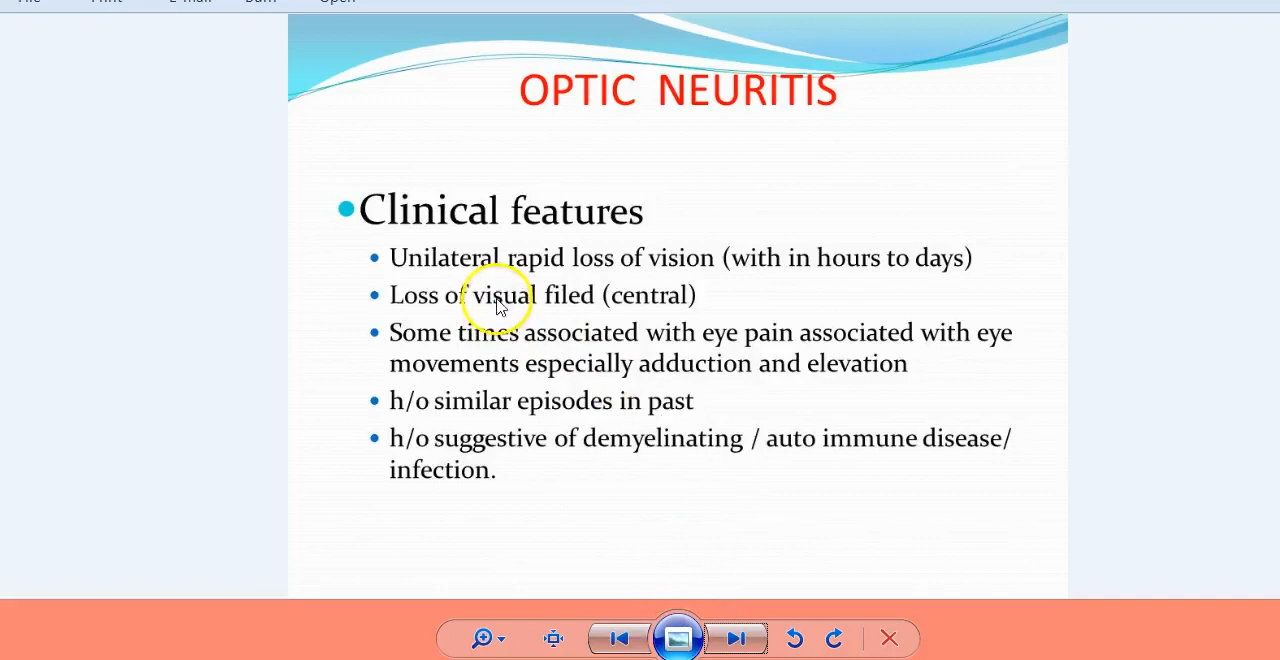 OPTIC NEURITIS
Clinical features
Unilateral rapid loss of vision (with in hours to days)
Loss of visual filed (central)
Some times associated with eye pain associated with eye
movements especially adduction and elevation
h/o similar episodes in past
h/o suggestive of demyelinating / auto immune disease/
infection.